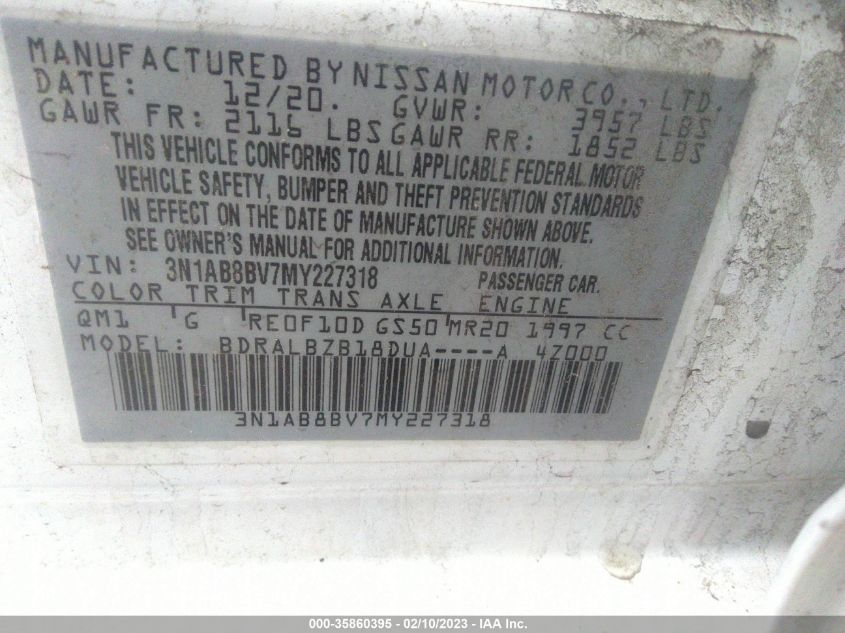 MANUFACTURED BY NISSAN MOTOR CO., LTD.
DATE: 12/20. GVWR: 3957 LBS
GAWR FR: 2116 LBS GAWR RR: 1852 LBS
THIS VEHICLE CONFORMS TO ALL APPLICABLE FEDERAL MOTOR
VEHICLE SAFETY, BUMPER AND THEFT PREVENTION STANDARDS
IN EFFECT ON THE DATE OF MANUFACTURE SHOWN ABOVE.
SEE OWNER'S MANUAL FOR ADDITIONAL INFORMATION.
VIN: 3N1AB8BV7MY227318 PASSENGER CAR.
COLOR TRIM TRANS AXLE ENGINE
QM1 G RE0F10D GS50 MR20 1997 CC
MODEL: BDRALBZB18DUA----A 4Z000
3N1AB8BV7MY227318
000-35860395 - 02/10/2023 - IAA Inc.